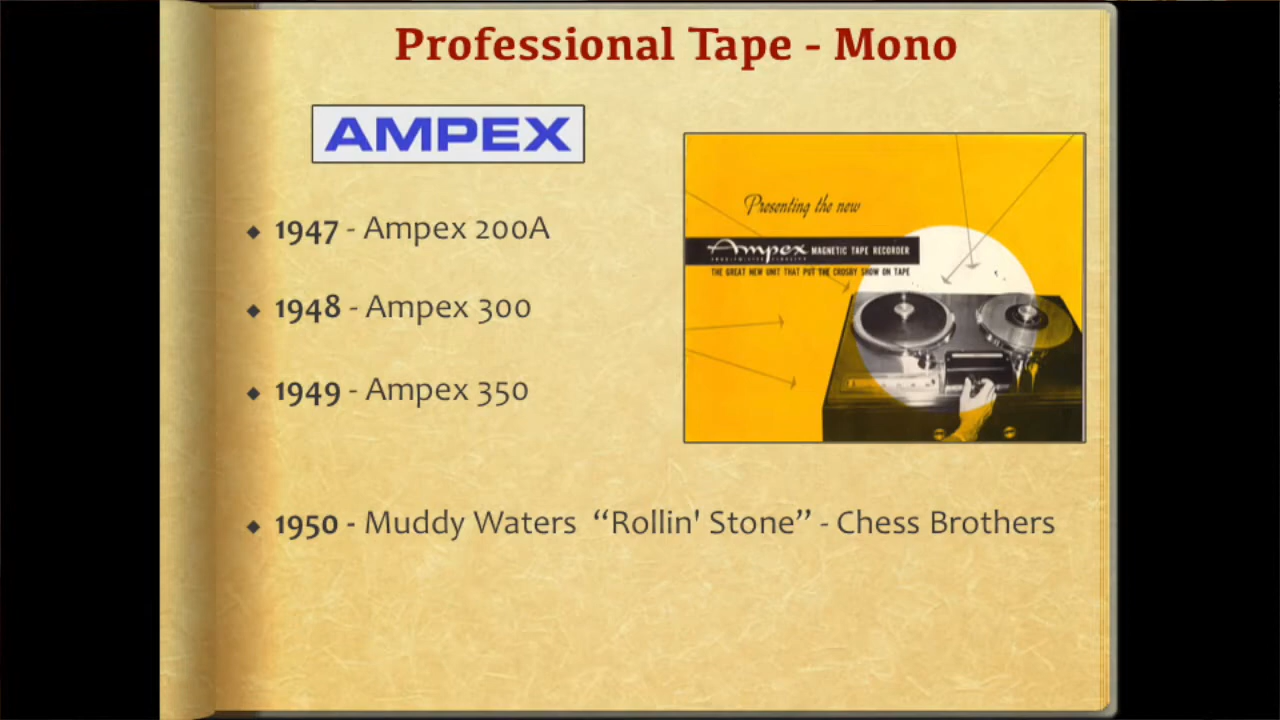 Professional Tape - Mono
AMPEX
◆ 1947 - Ampex 200A
◆ 1948 - Ampex 300
◆ 1949 - Ampex 350
Presenting the new
Ampex MAGNETIC TAPE RECORDER
THE GREAT NEW UNIT THAT PUT THE CROSBY SHOW ON TAPE
◆ 1950 - Muddy Waters “Rollin' Stone” - Chess Brothers